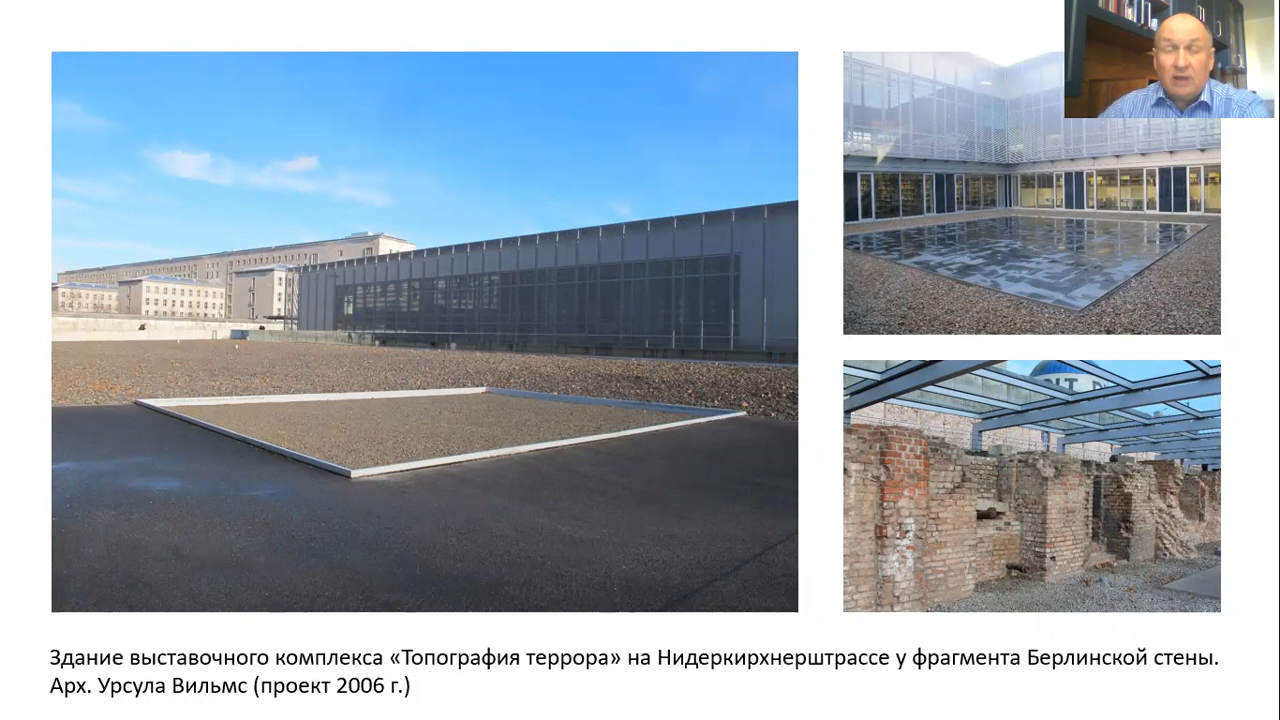 Здание выставочного комплекса «Топография террора» на Нидеркирхнерштрассе у фрагмента Берлинской стены.
Арх. Урсула Вильмс (проект 2006 г.)